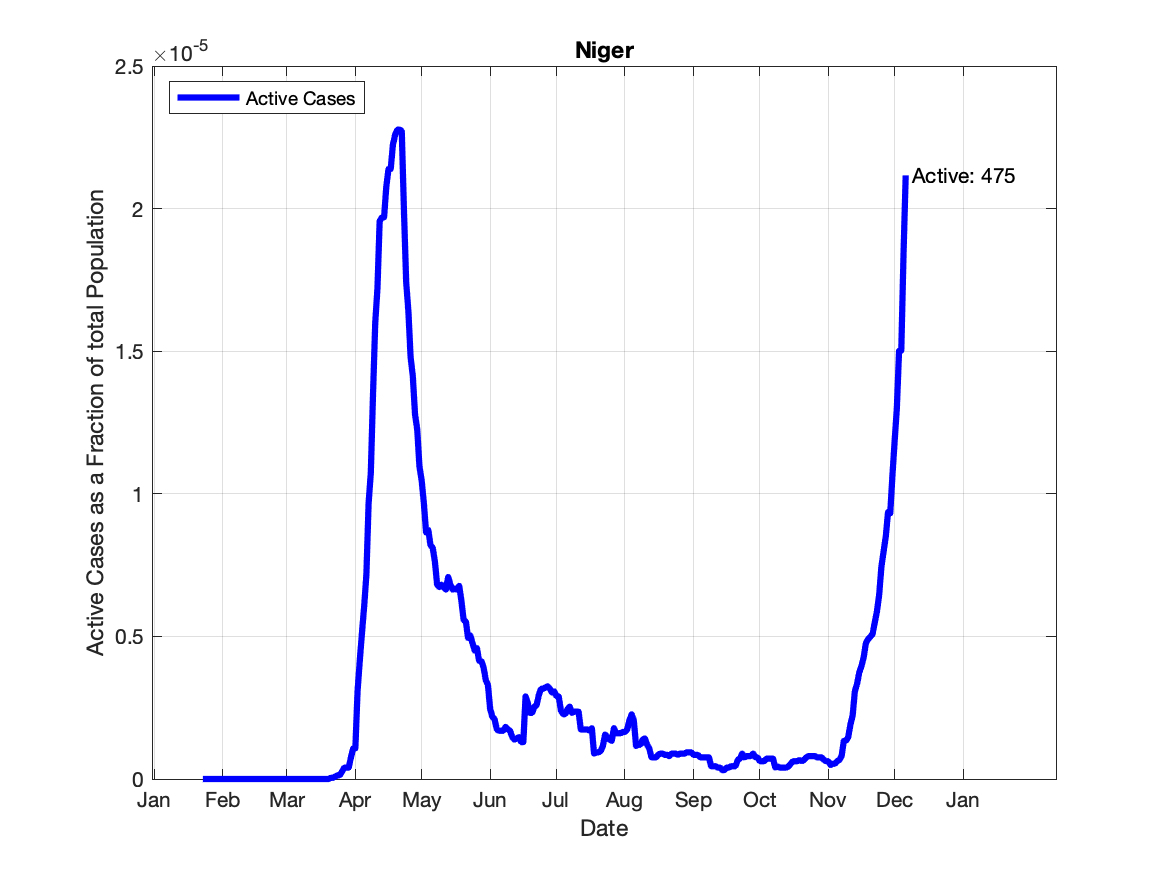 Niger
×10-5
2.5
2
1.5
1
0.5
0
Active Cases
Active: 475
Active Cases as a Fraction of total Population
Jan Feb Mar Apr May Jun Jul Aug Sep Oct Nov Dec Jan
Date